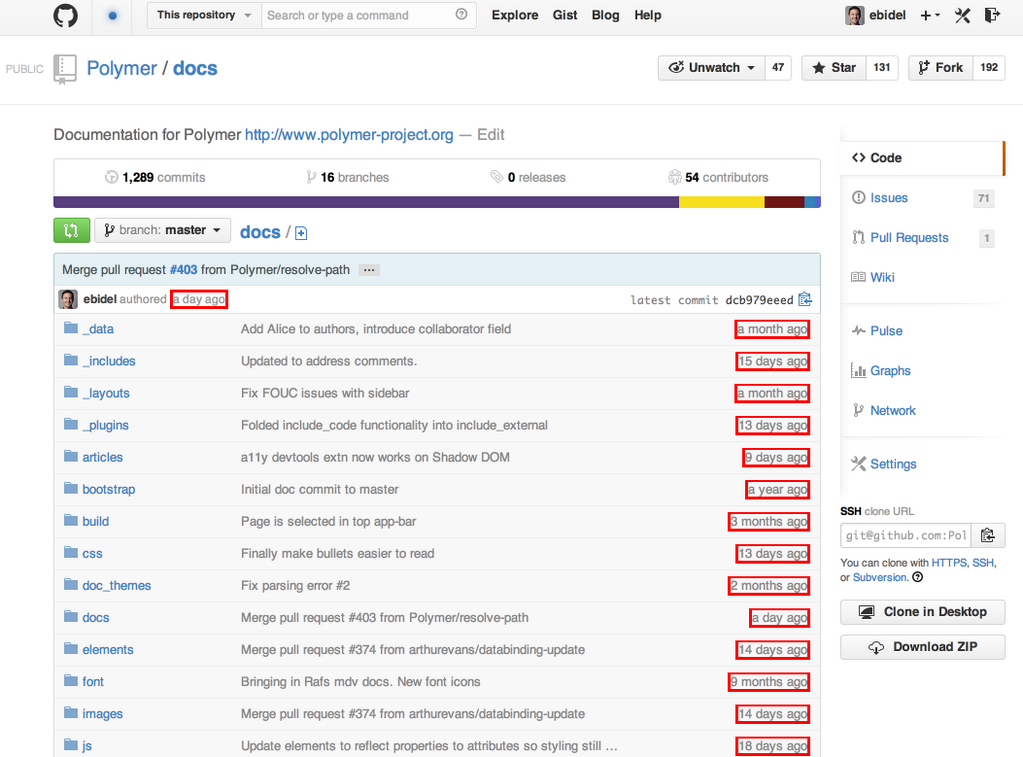 This repository Search or type a command Explore Gist Blog Help ebidel
PUBLIC Polymer / docs Unwatch 47 Star 131 Fork 192
Documentation for Polymer http://www.polymer-project.org — Edit
1,289 commits 16 branches 0 releases 54 contributors
branch: master docs /
Merge pull request #403 from Polymer/resolve-path ...
ebidel authored a day ago latest commit dcb979eeed
_data Add Alice to authors, introduce collaborator field a month ago
_includes Updated to address comments. 15 days ago
_layouts Fix FOUC issues with sidebar a month ago
_plugins Folded include_code functionality into include_external 13 days ago
articles a11y devtools extn now works on Shadow DOM 9 days ago
bootstrap Initial doc commit to master a year ago
build Page is selected in top app-bar 3 months ago
css Finally make bullets easier to read 13 days ago
doc_themes Fix parsing error #2 2 months ago
docs Merge pull request #403 from Polymer/resolve-path a day ago
elements Merge pull request #374 from arthurevans/databinding-update 14 days ago
font Bringing in Rafs mdv docs. New font icons 9 months ago
images Merge pull request #374 from arthurevans/databinding-update 14 days ago
js Update elements to reflect properties to attributes so styling still … 18 days ago
Code
Issues 71
Pull Requests 1
Wiki
Pulse
Graphs
Network
Settings
SSH clone URL
git@github.com:Pol
You can clone with HTTPS, SSH,
or Subversion.
Clone in Desktop
Download ZIP